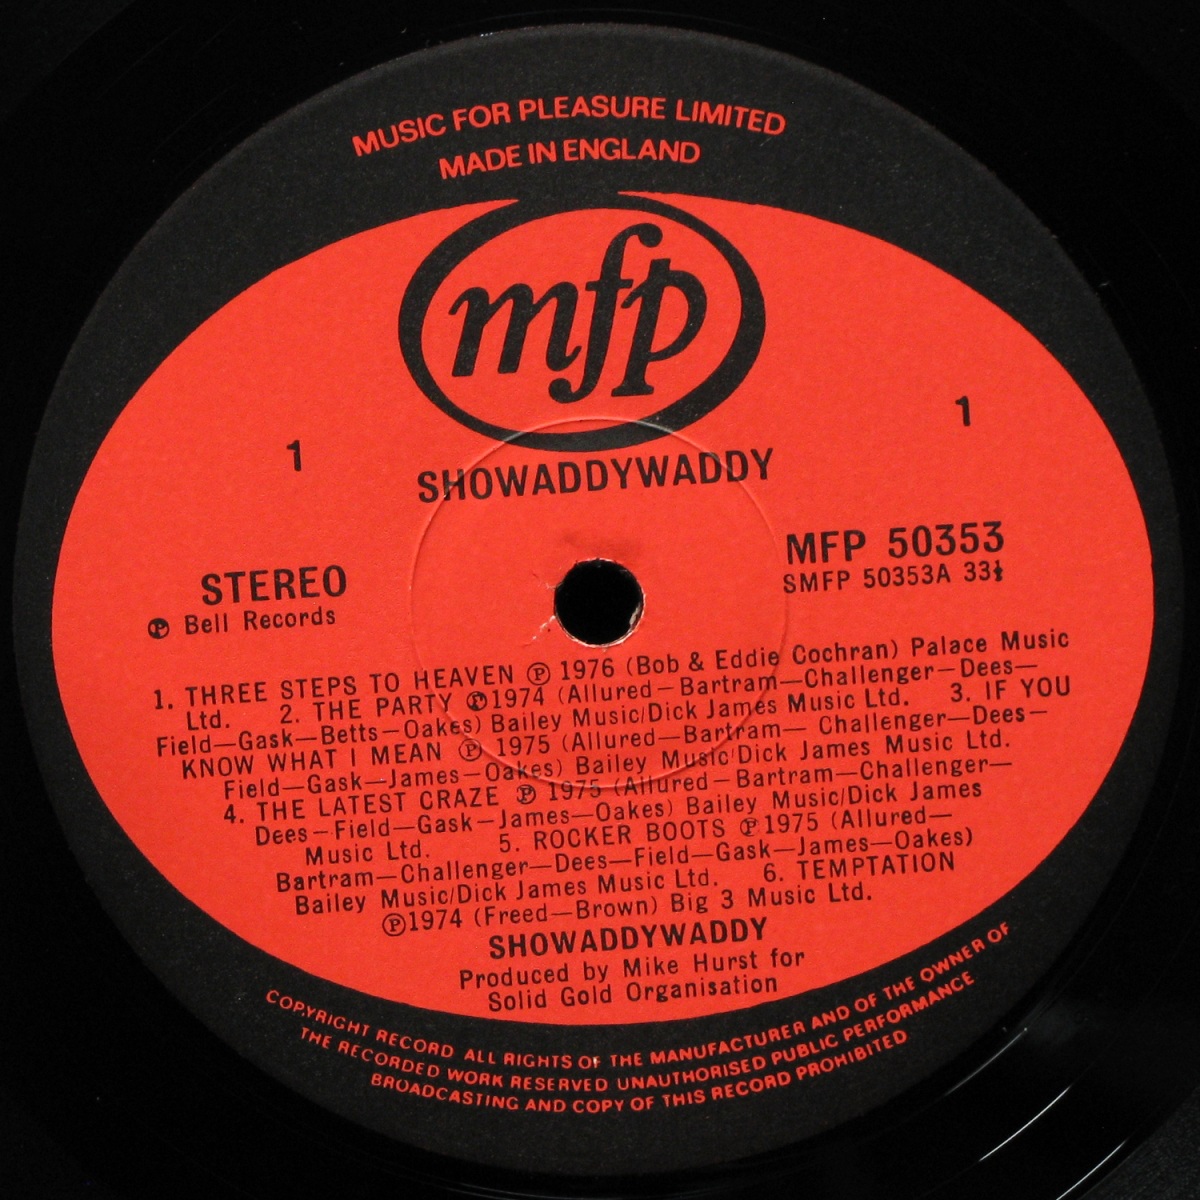 MUSIC FOR PLEASURE LIMITED
MADE IN ENGLAND
mfp
1
1
SHOWADDYWADDY
STEREO
℗ Bell Records
MFP 50353
SMFP 50353A 33⅓
1. THREE STEPS TO HEAVEN ℗ 1976 (Bob & Eddie Cochran) Palace Music
Ltd. 2. THE PARTY ℗1974 (Allured—Bartram—Challenger—Dees—
Field—Gask—Betts—Oakes) Bailey Music/Dick James Music Ltd. 3. IF YOU
KNOW WHAT I MEAN ℗ 1975 (Allured—Bartram—Challenger—Dees—
Field—Gask—James—Oakes) Bailey Music/Dick James Music Ltd.
4. THE LATEST CRAZE ℗ 1975 (Allured—Bartram—Challenger—
Dees—Field—Gask—James—Oakes) Bailey Music/Dick James
Music Ltd. 5. ROCKER BOOTS ℗1975 (Allured—
Bartram—Challenger—Dees—Field—Gask—James—Oakes)
Bailey Music/Dick James Music Ltd. 6. TEMPTATION
℗1974 (Freed—Brown) Big 3 Music Ltd.
SHOWADDYWADDY
Produced by Mike Hurst for
Solid Gold Organisation
COPYRIGHT RECORD ALL RIGHTS OF THE MANUFACTURER AND OF THE OWNER OF
THE RECORDED WORK RESERVED UNAUTHORISED PUBLIC PERFORMANCE
BROADCASTING AND COPY OF THIS RECORD PROHIBITED